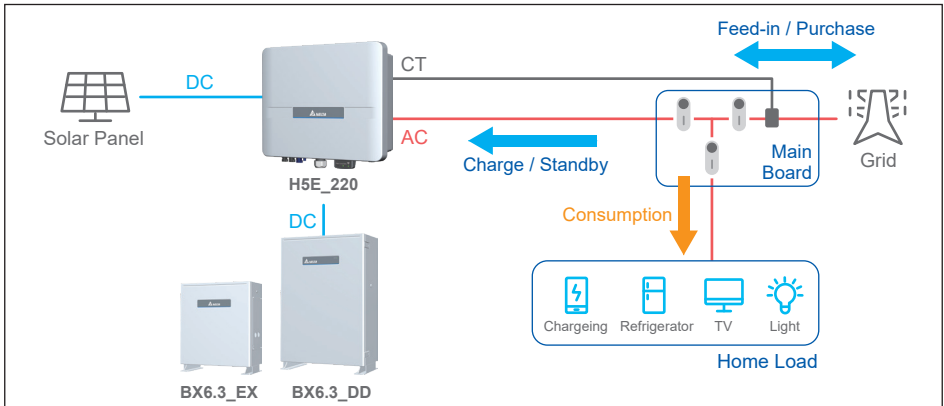 Feed-in / Purchase
CT
DC
Solar Panel
AC
Charge / Standby
Main
Board
Grid
H5E_220
DC
Consumption
Chargeing
Refrigerator
TV
Light
Home Load
BX6.3_EX
BX6.3_DD